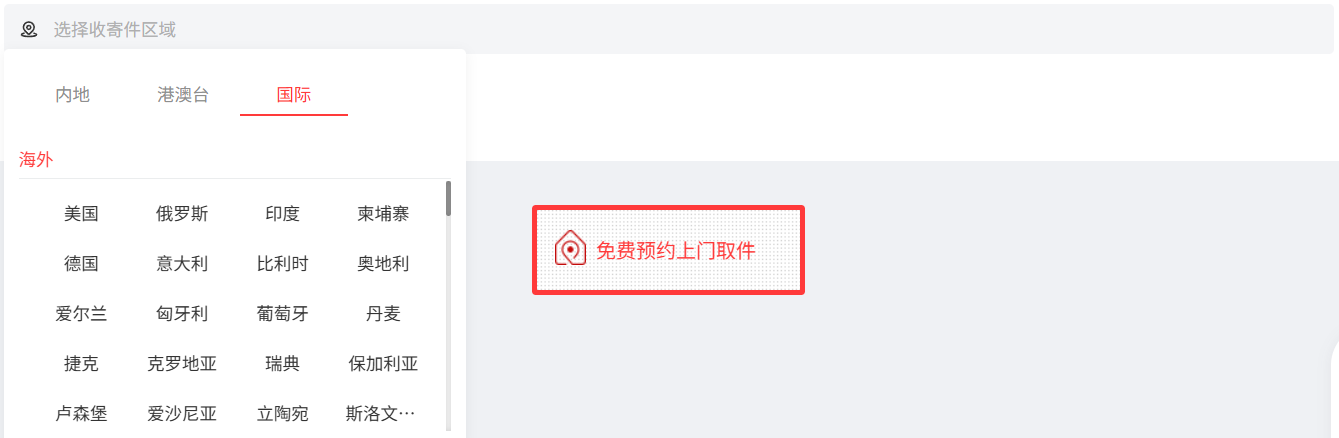 选择收寄件区域
内地 港澳台 国际
海外
美国 俄罗斯 印度 柬埔寨
德国 意大利 比利时 奥地利
爱尔兰 匈牙利 葡萄牙 丹麦
捷克 克罗地亚 瑞典 保加利亚
卢森堡 爱沙尼亚 立陶宛 斯洛文…
免费预约上门取件